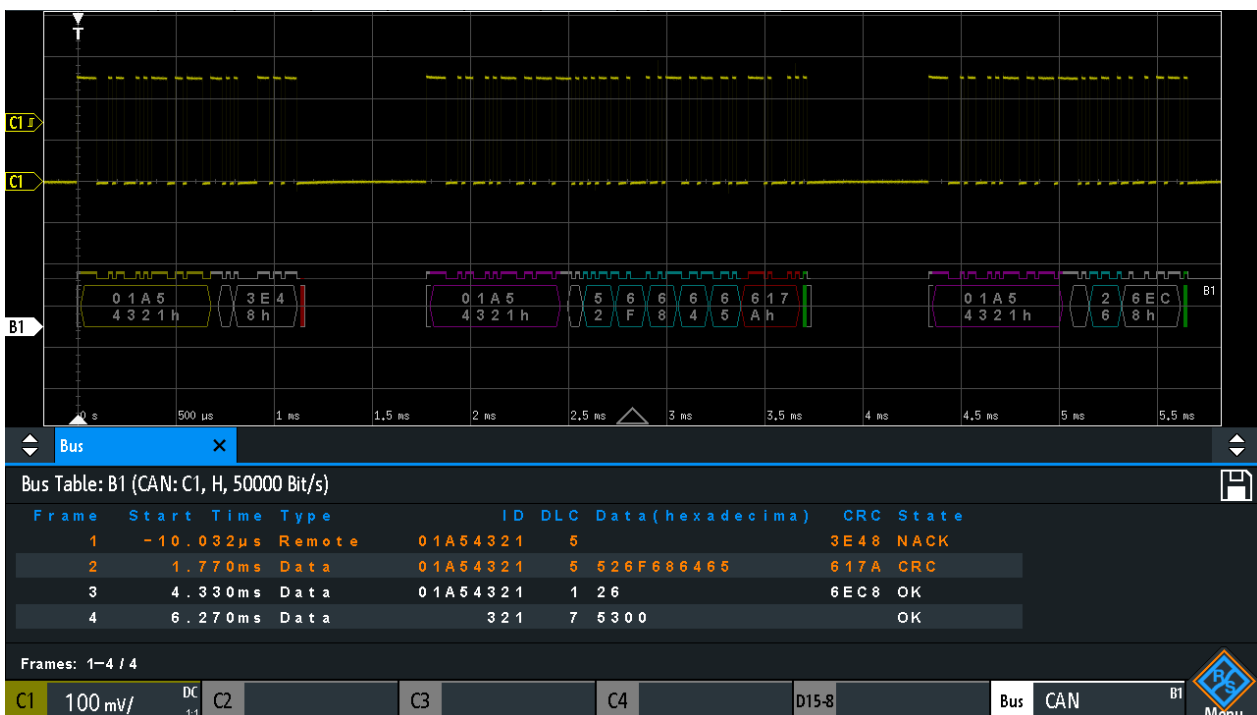 T
C1
C1
0 1 A 5 3 E 4 0 1 A 5 5 6 6 6 6 6 1 7 0 1 A 5 2 6 E C B1
4 3 2 1 h 8 h 4 3 2 1 h 2 F 8 4 5 A h 4 3 2 1 h 6 8 h
B1
0 s 500 µs 1 ms 1.5 ms 2 ms 2.5 ms 3 ms 3.5 ms 4 ms 4.5 ms 5 ms 5.5 ms
Bus ×
Bus Table: B1 (CAN: C1, H, 50000 Bit/s)
Frame Start Time Type ID DLC Data(hexadecima) CRC State
1 -10.032µs Remote 01A54321 5 3E48 NACK
2 1.770ms Data 01A54321 5 526F686465 617A CRC
3 4.330ms Data 01A54321 1 26 6EC8 OK
4 6.270ms Data 321 7 5300 OK
Frames: 1–4 / 4
C1 100 mV/ DC 1:1 C2 C3 C4 D15-8 Bus CAN B1 R&S Menu